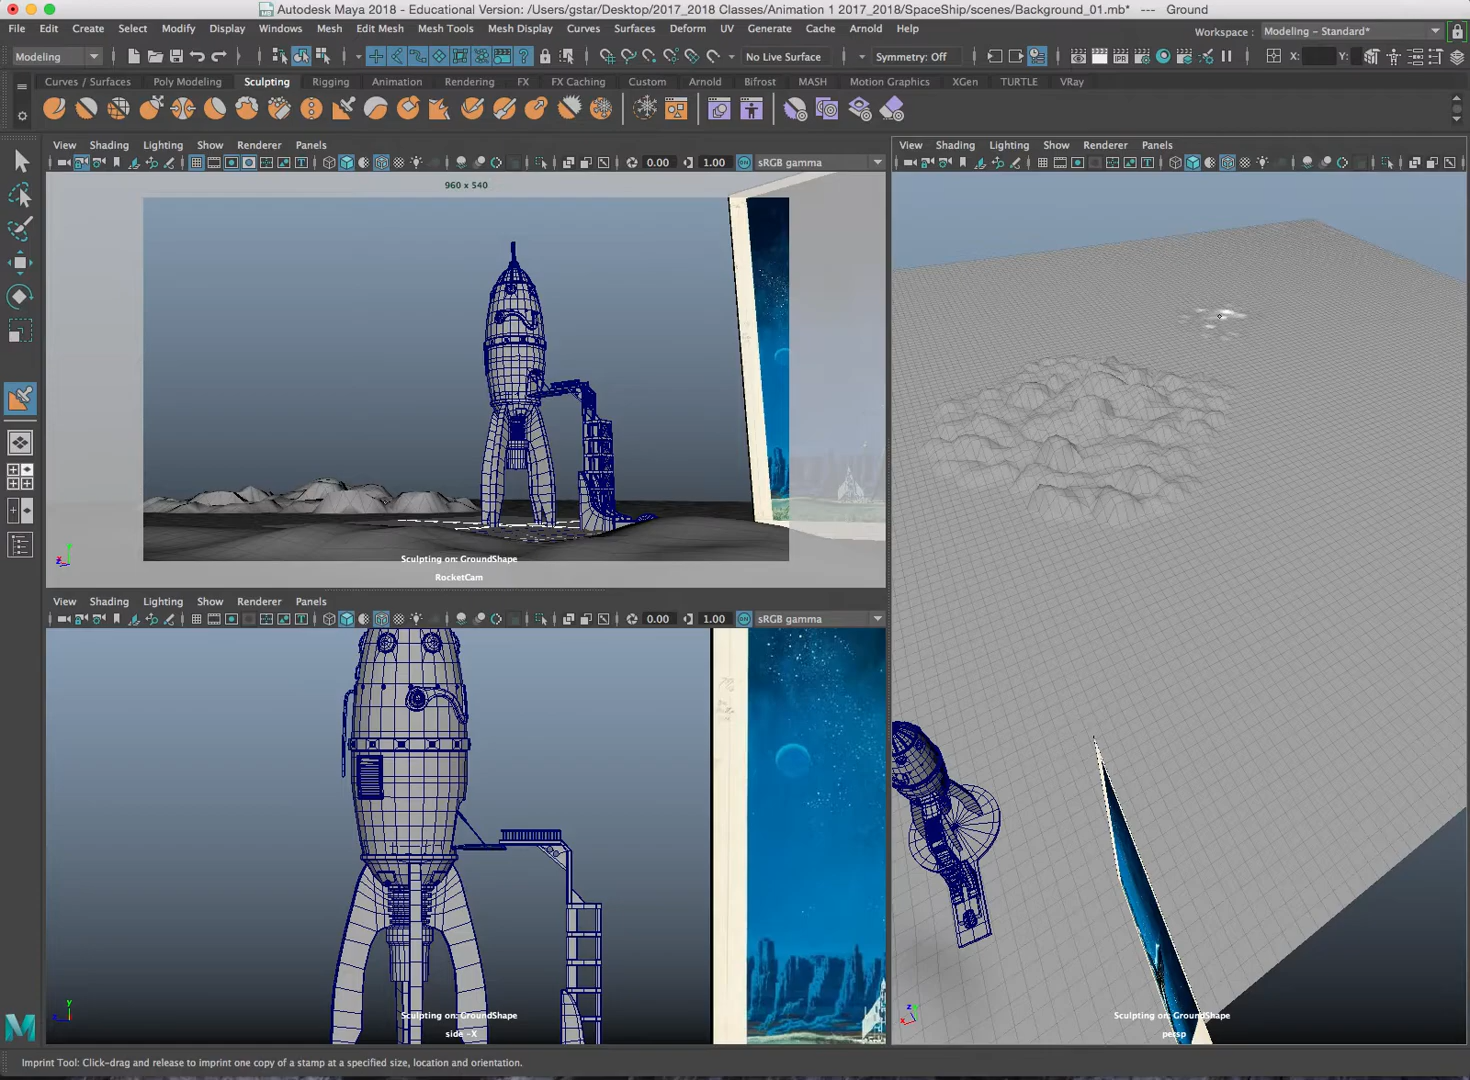 Autodesk Maya 2018 - Educational Version: /Users/gstar/Desktop/2017_2018 Classes/Animation 1 2017_2018/SpaceShip/scenes/Background_01.mb* --- Ground
File Edit Create Select Modify Display Windows Mesh Edit Mesh Mesh Tools Mesh Display Curves Surfaces Deform UV Generate Cache Arnold Help
Workspace : Modeling - Standard*
Modeling No Live Surface Symmetry: Off X: Y:
Curves / Surfaces Poly Modeling Sculpting Rigging Animation Rendering FX FX Caching Custom Arnold Bifrost MASH Motion Graphics XGen TURTLE VRay
View Shading Lighting Show Renderer Panels
0.00 1.00 sRGB gamma
960 x 540
Sculpting on: GroundShape
RocketCam
View Shading Lighting Show Renderer Panels
View Shading Lighting Show Renderer Panels
0.00 1.00 sRGB gamma
Sculpting on: GroundShape
side -X
Sculpting on: GroundShape
persp
Imprint Tool: Click-drag and release to imprint one copy of a stamp at a specified size, location and orientation.